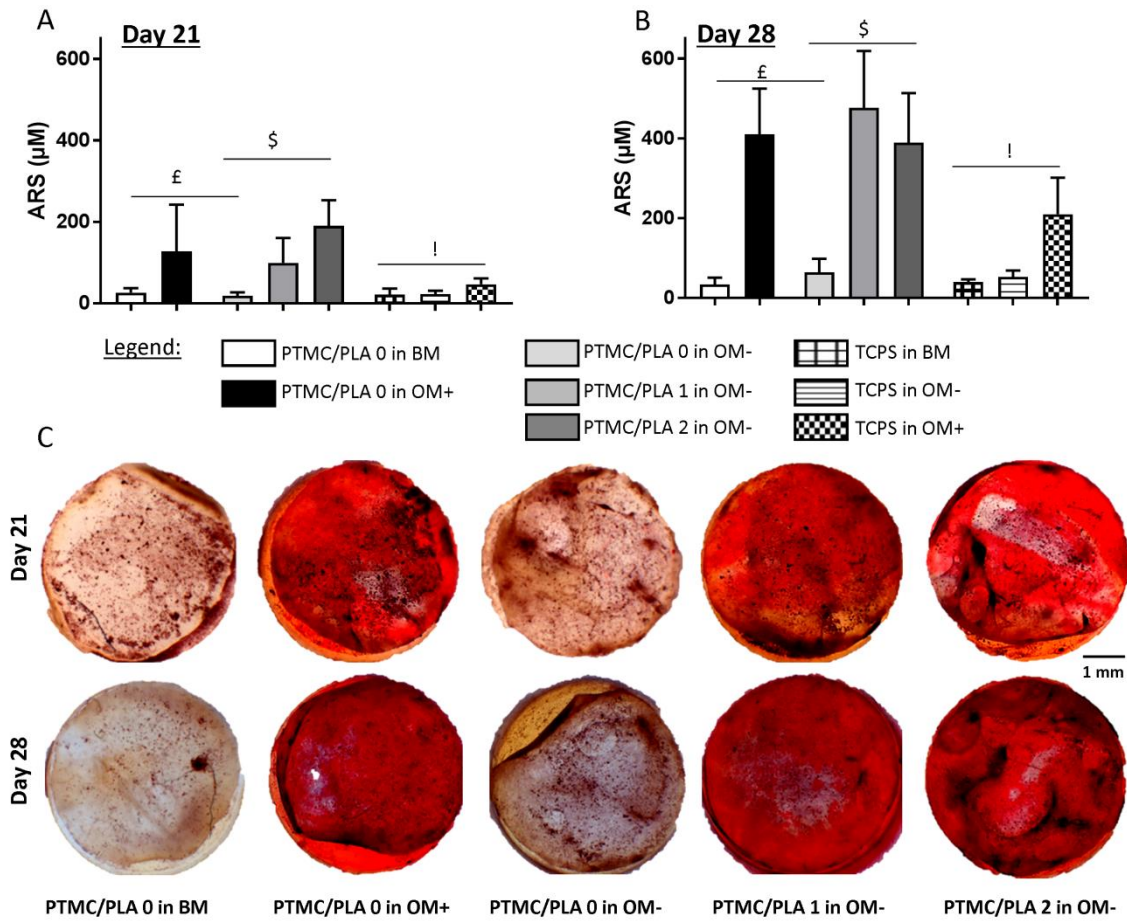 A
Day 21
ARS (µM)
600
400
200
0
£
$
!
B
Day 28
ARS (µM)
600
400
200
0
£
$
!
Legend:
PTMC/PLA 0 in BM
PTMC/PLA 0 in OM+
PTMC/PLA 0 in OM-
PTMC/PLA 1 in OM-
PTMC/PLA 2 in OM-
TCPS in BM
TCPS in OM-
TCPS in OM+
C
Day 21
1 mm
Day 28
PTMC/PLA 0 in BM
PTMC/PLA 0 in OM+
PTMC/PLA 0 in OM-
PTMC/PLA 1 in OM-
PTMC/PLA 2 in OM-